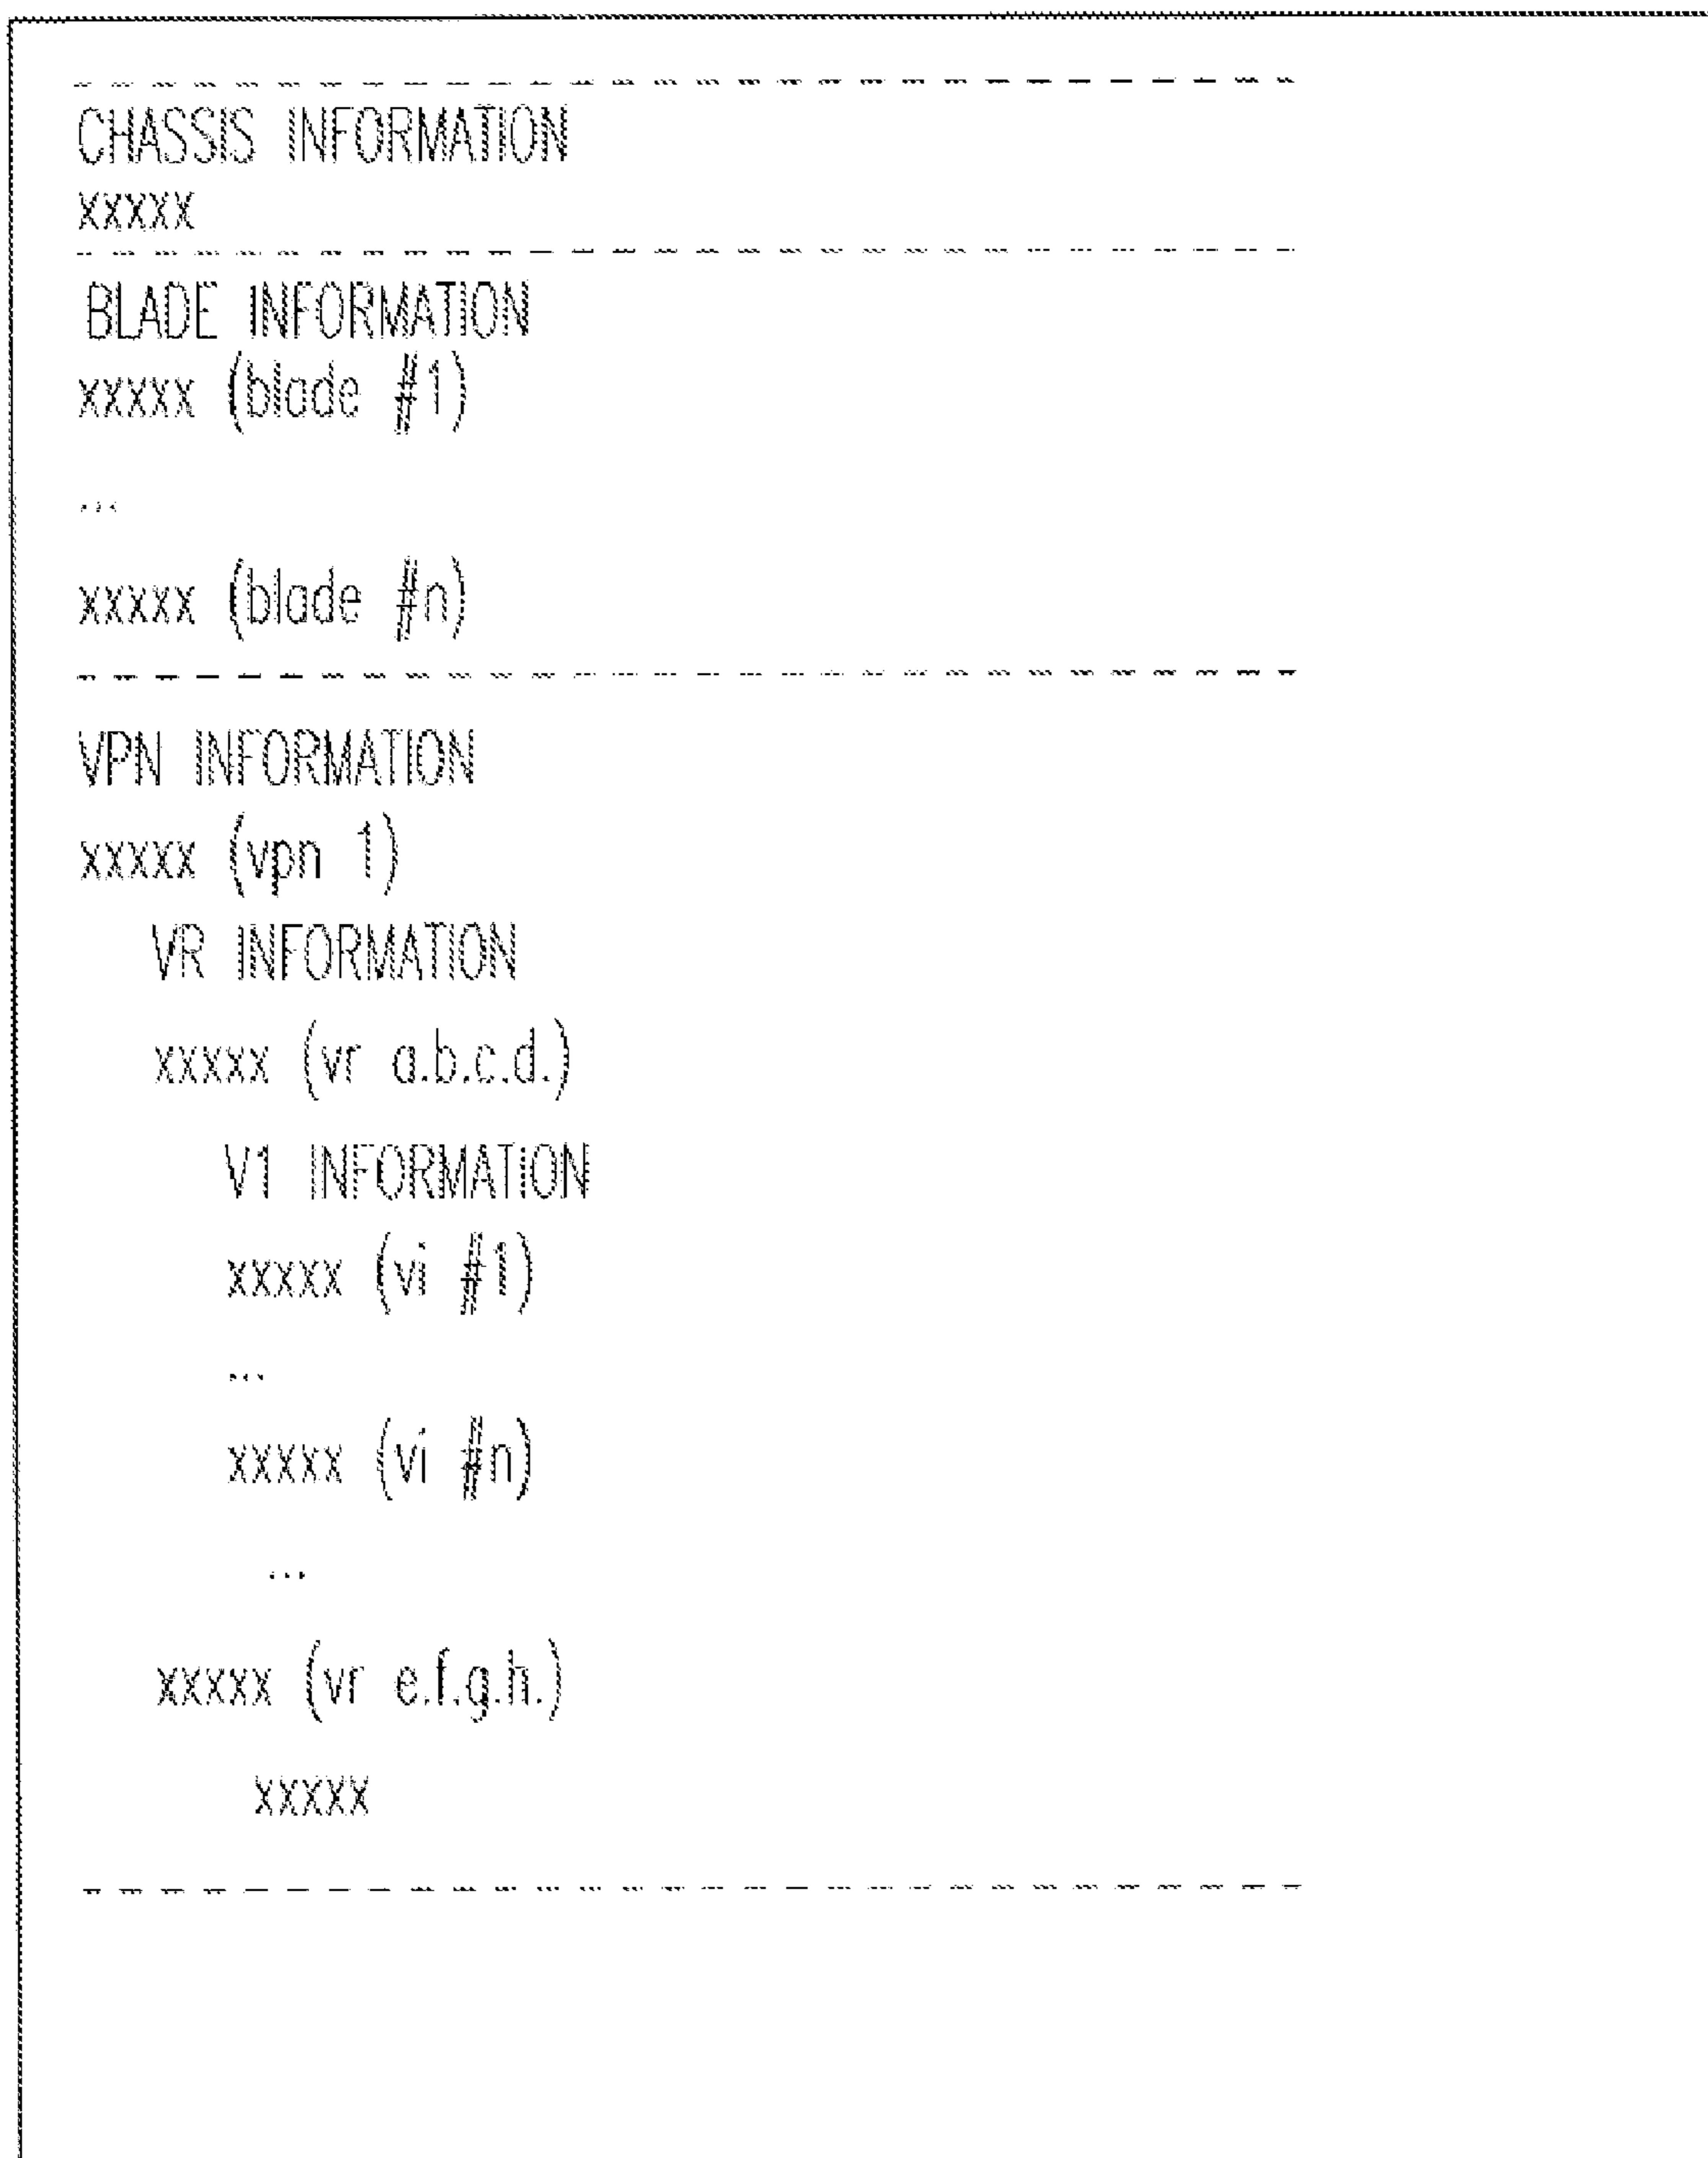 CHASSIS INFORMATION
xxxxx
BLADE INFORMATION
xxxxx (blade #1)
...
xxxxx (blade #n)
VPN INFORMATION
xxxxx (vpn 1)
VR INFORMATION
xxxxx (vr a.b.c.d.)
V1 INFORMATION
xxxxx (vi #1)
...
xxxxx (vi #n)
...
xxxxx (vr e.f.g.h.)
xxxxx